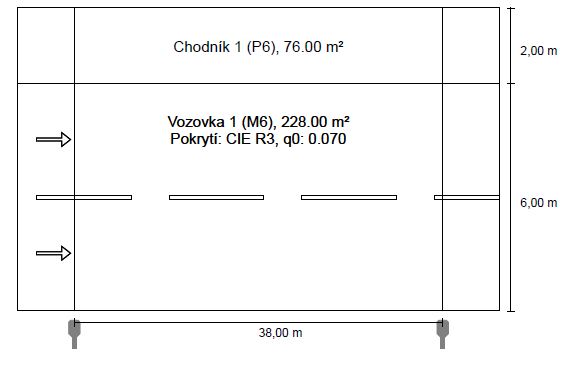 Chodník 1 (P6), 76.00 m²
2,00 m
Vozovka 1 (M6), 228.00 m²
Pokrytí: CIE R3, q0: 0.070
6,00 m
38,00 m